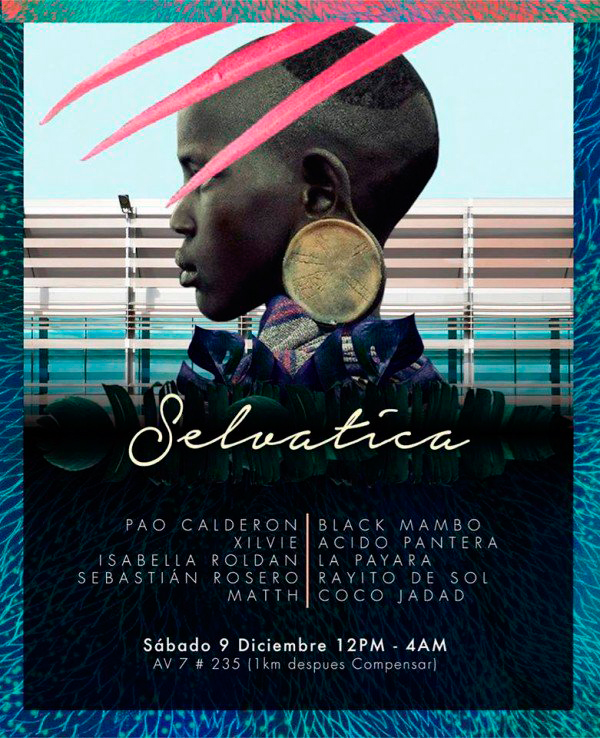 Selvatica
PAO CALDERON
XILVIE
ISABELLA ROLDAN
SEBASTIÁN ROSERO
MATTH
BLACK MAMBO
ACIDO PANTERA
LA PAYARA
RAYITO DE SOL
COCO JADAD
Sábado 9 Diciembre 12PM - 4AM
AV 7 # 235 (1km despues Compensar)